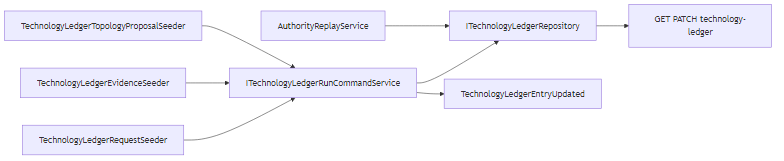 TechnologyLedgerTopologyProposalSeeder
AuthorityReplayService
ITechnologyLedgerRepository
GET PATCH technology-
ledger
TechnologyLedgerEvidenceSeeder
ITechnologyLedgerRunCommandService
TechnologyLedgerEntryUpdated
TechnologyLedgerRequestSeeder